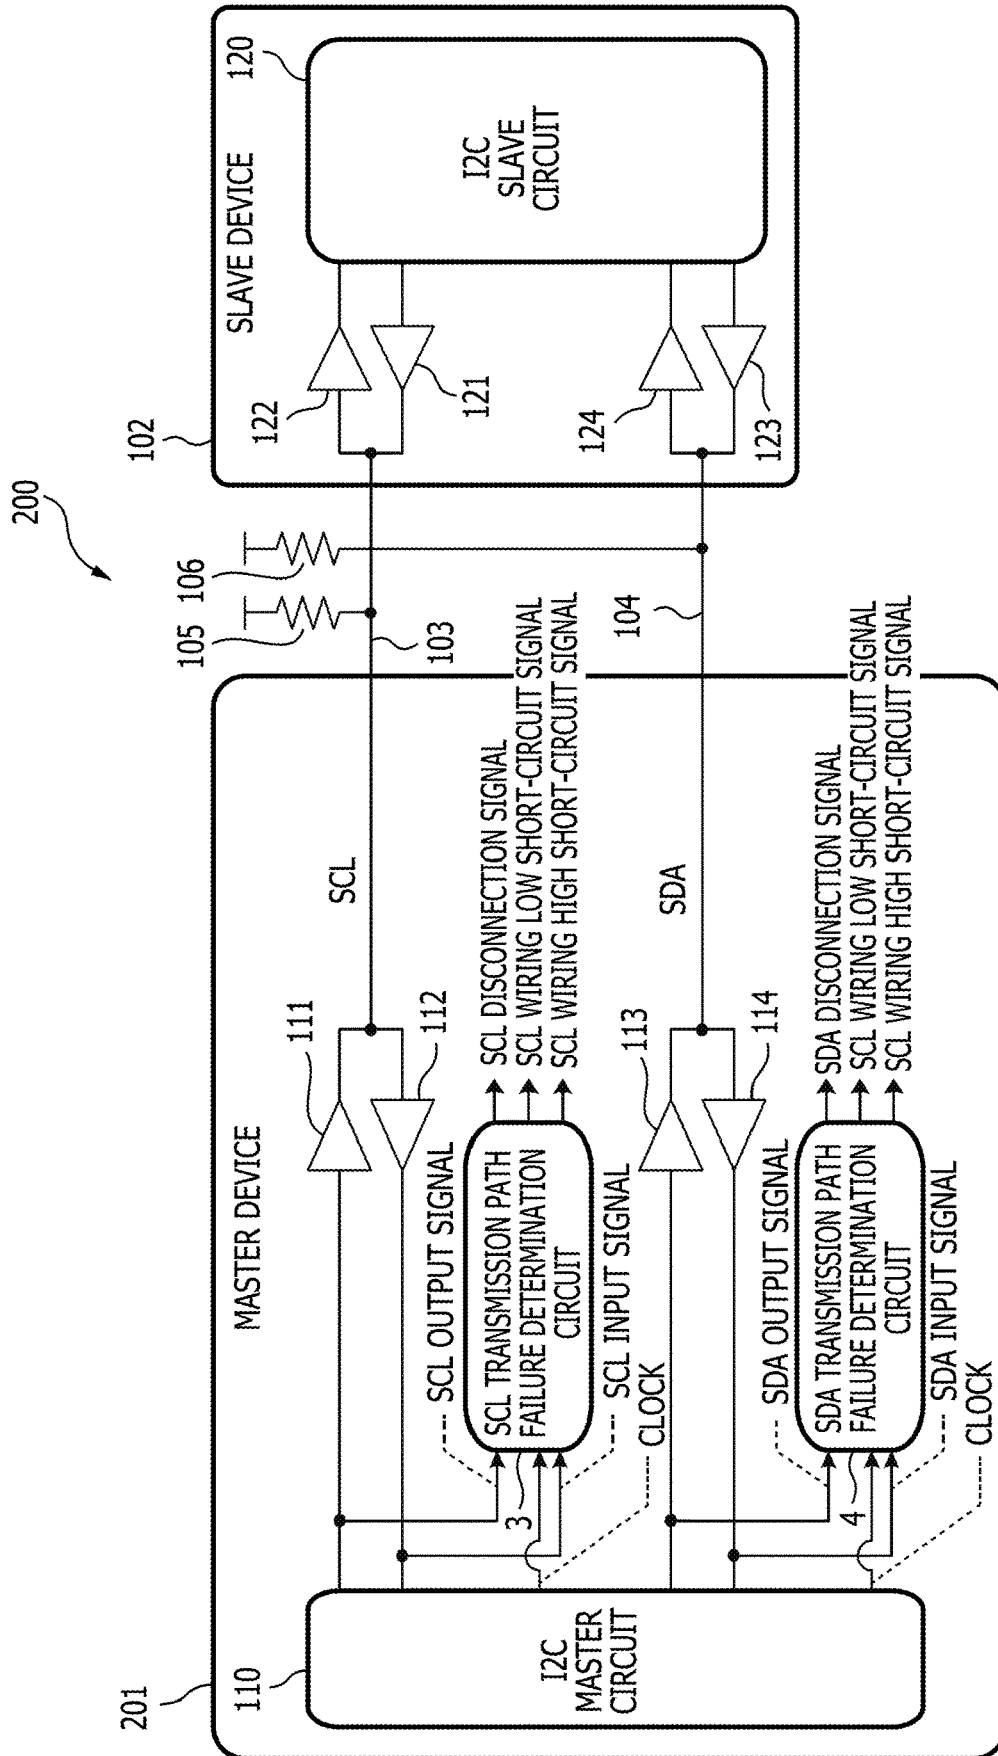 200
201
MASTER DEVICE
110
I2C
MASTER
CIRCUIT
111
112
SCL
SCL OUTPUT SIGNAL
3
SCL TRANSMISSION PATH
FAILURE DETERMINATION
CIRCUIT
SCL INPUT SIGNAL
CLOCK
SCL DISCONNECTION SIGNAL
SCL WIRING LOW SHORT-CIRCUIT SIGNAL
SCL WIRING HIGH SHORT-CIRCUIT SIGNAL
113
114
SDA
SDA OUTPUT SIGNAL
4
SDA TRANSMISSION PATH
FAILURE DETERMINATION
CIRCUIT
SDA INPUT SIGNAL
CLOCK
SDA DISCONNECTION SIGNAL
SCL WIRING LOW SHORT-CIRCUIT SIGNAL
SCL WIRING HIGH SHORT-CIRCUIT SIGNAL
105
106
103
104
102
SLAVE DEVICE
120
122
121
124
123
I2C
SLAVE
CIRCUIT